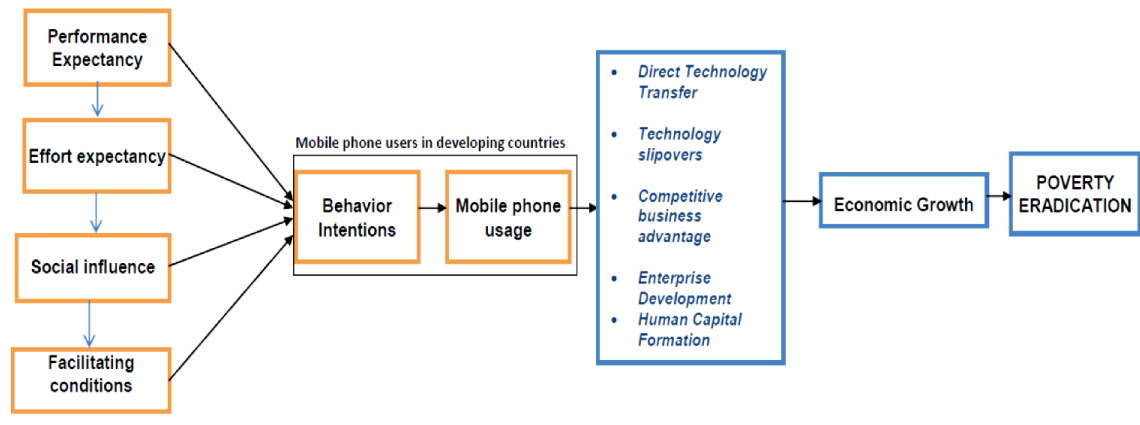 Performance
Expectancy
Effort expectancy
Social influence
Facilitating
conditions
Mobile phone users in developing countries
Behavior
Intentions
Mobile phone
usage
• Direct Technology
Transfer
• Technology
slipovers
• Competitive
business
advantage
• Enterprise
Development
• Human Capital
Formation
Economic Growth
POVERTY
ERADICATION